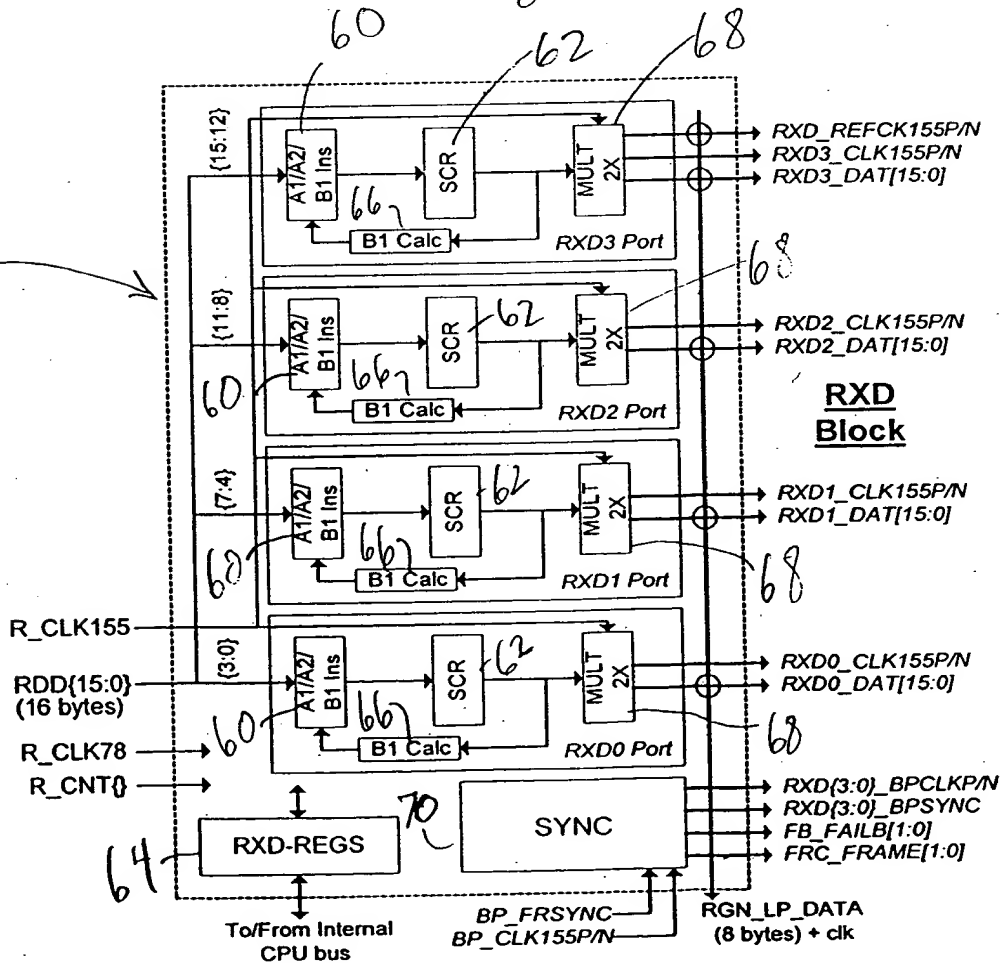 60
62
68
{15:12}
A1/A2/
B1 Ins
SCR
MULT
2X
66
B1 Calc
RXD3 Port
RXD_REFCK155P/N
RXD3_CLK155P/N
RXD3_DAT[15:0]
68
{11:8}
A1/A2/
B1 Ins
62
SCR
MULT
2X
60
66
B1 Calc
RXD2 Port
RXD2_CLK155P/N
RXD2_DAT[15:0]
RXD
Block
{7:4}
A1/A2/
B1 Ins
62
SCR
MULT
2X
60
66
B1 Calc
RXD1 Port
RXD1_CLK155P/N
RXD1_DAT[15:0]
68
R_CLK155
{3:0}
RDD{15:0}
(16 bytes)
A1/A2/
B1 Ins
62
SCR
MULT
2X
60
66
B1 Calc
RXD0 Port
RXD0_CLK155P/N
RXD0_DAT[15:0]
68
R_CLK78
R_CNT{}
64
RXD-REGS
70
SYNC
RXD{3:0}_BPCLKP/N
RXD{3:0}_BPSYNC
FB_FAILB[1:0]
FRC_FRAME[1:0]
To/From Internal
CPU bus
BP_FRSYNC
BP_CLK155P/N
RGN_LP_DATA
(8 bytes) + clk